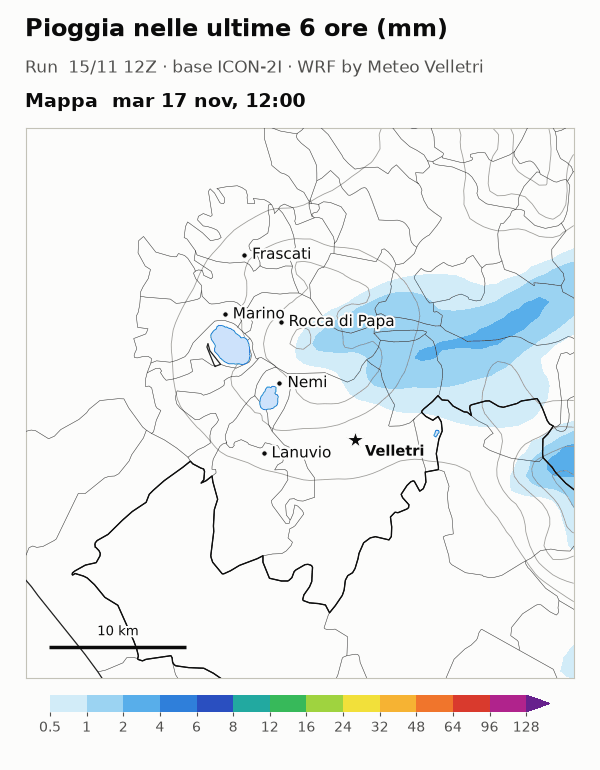 Pioggia nelle ultime 6 ore (mm)
Run 15/11 12Z · base ICON-2I · WRF by Meteo Velletri
Mappa mar 17 nov, 12:00
Frascati
Marino
Rocca di Papa
Nemi
Velletri
Lanuvio
10 km
0.5 1 2 4 6 8 12 16 24 32 48 64 96 128